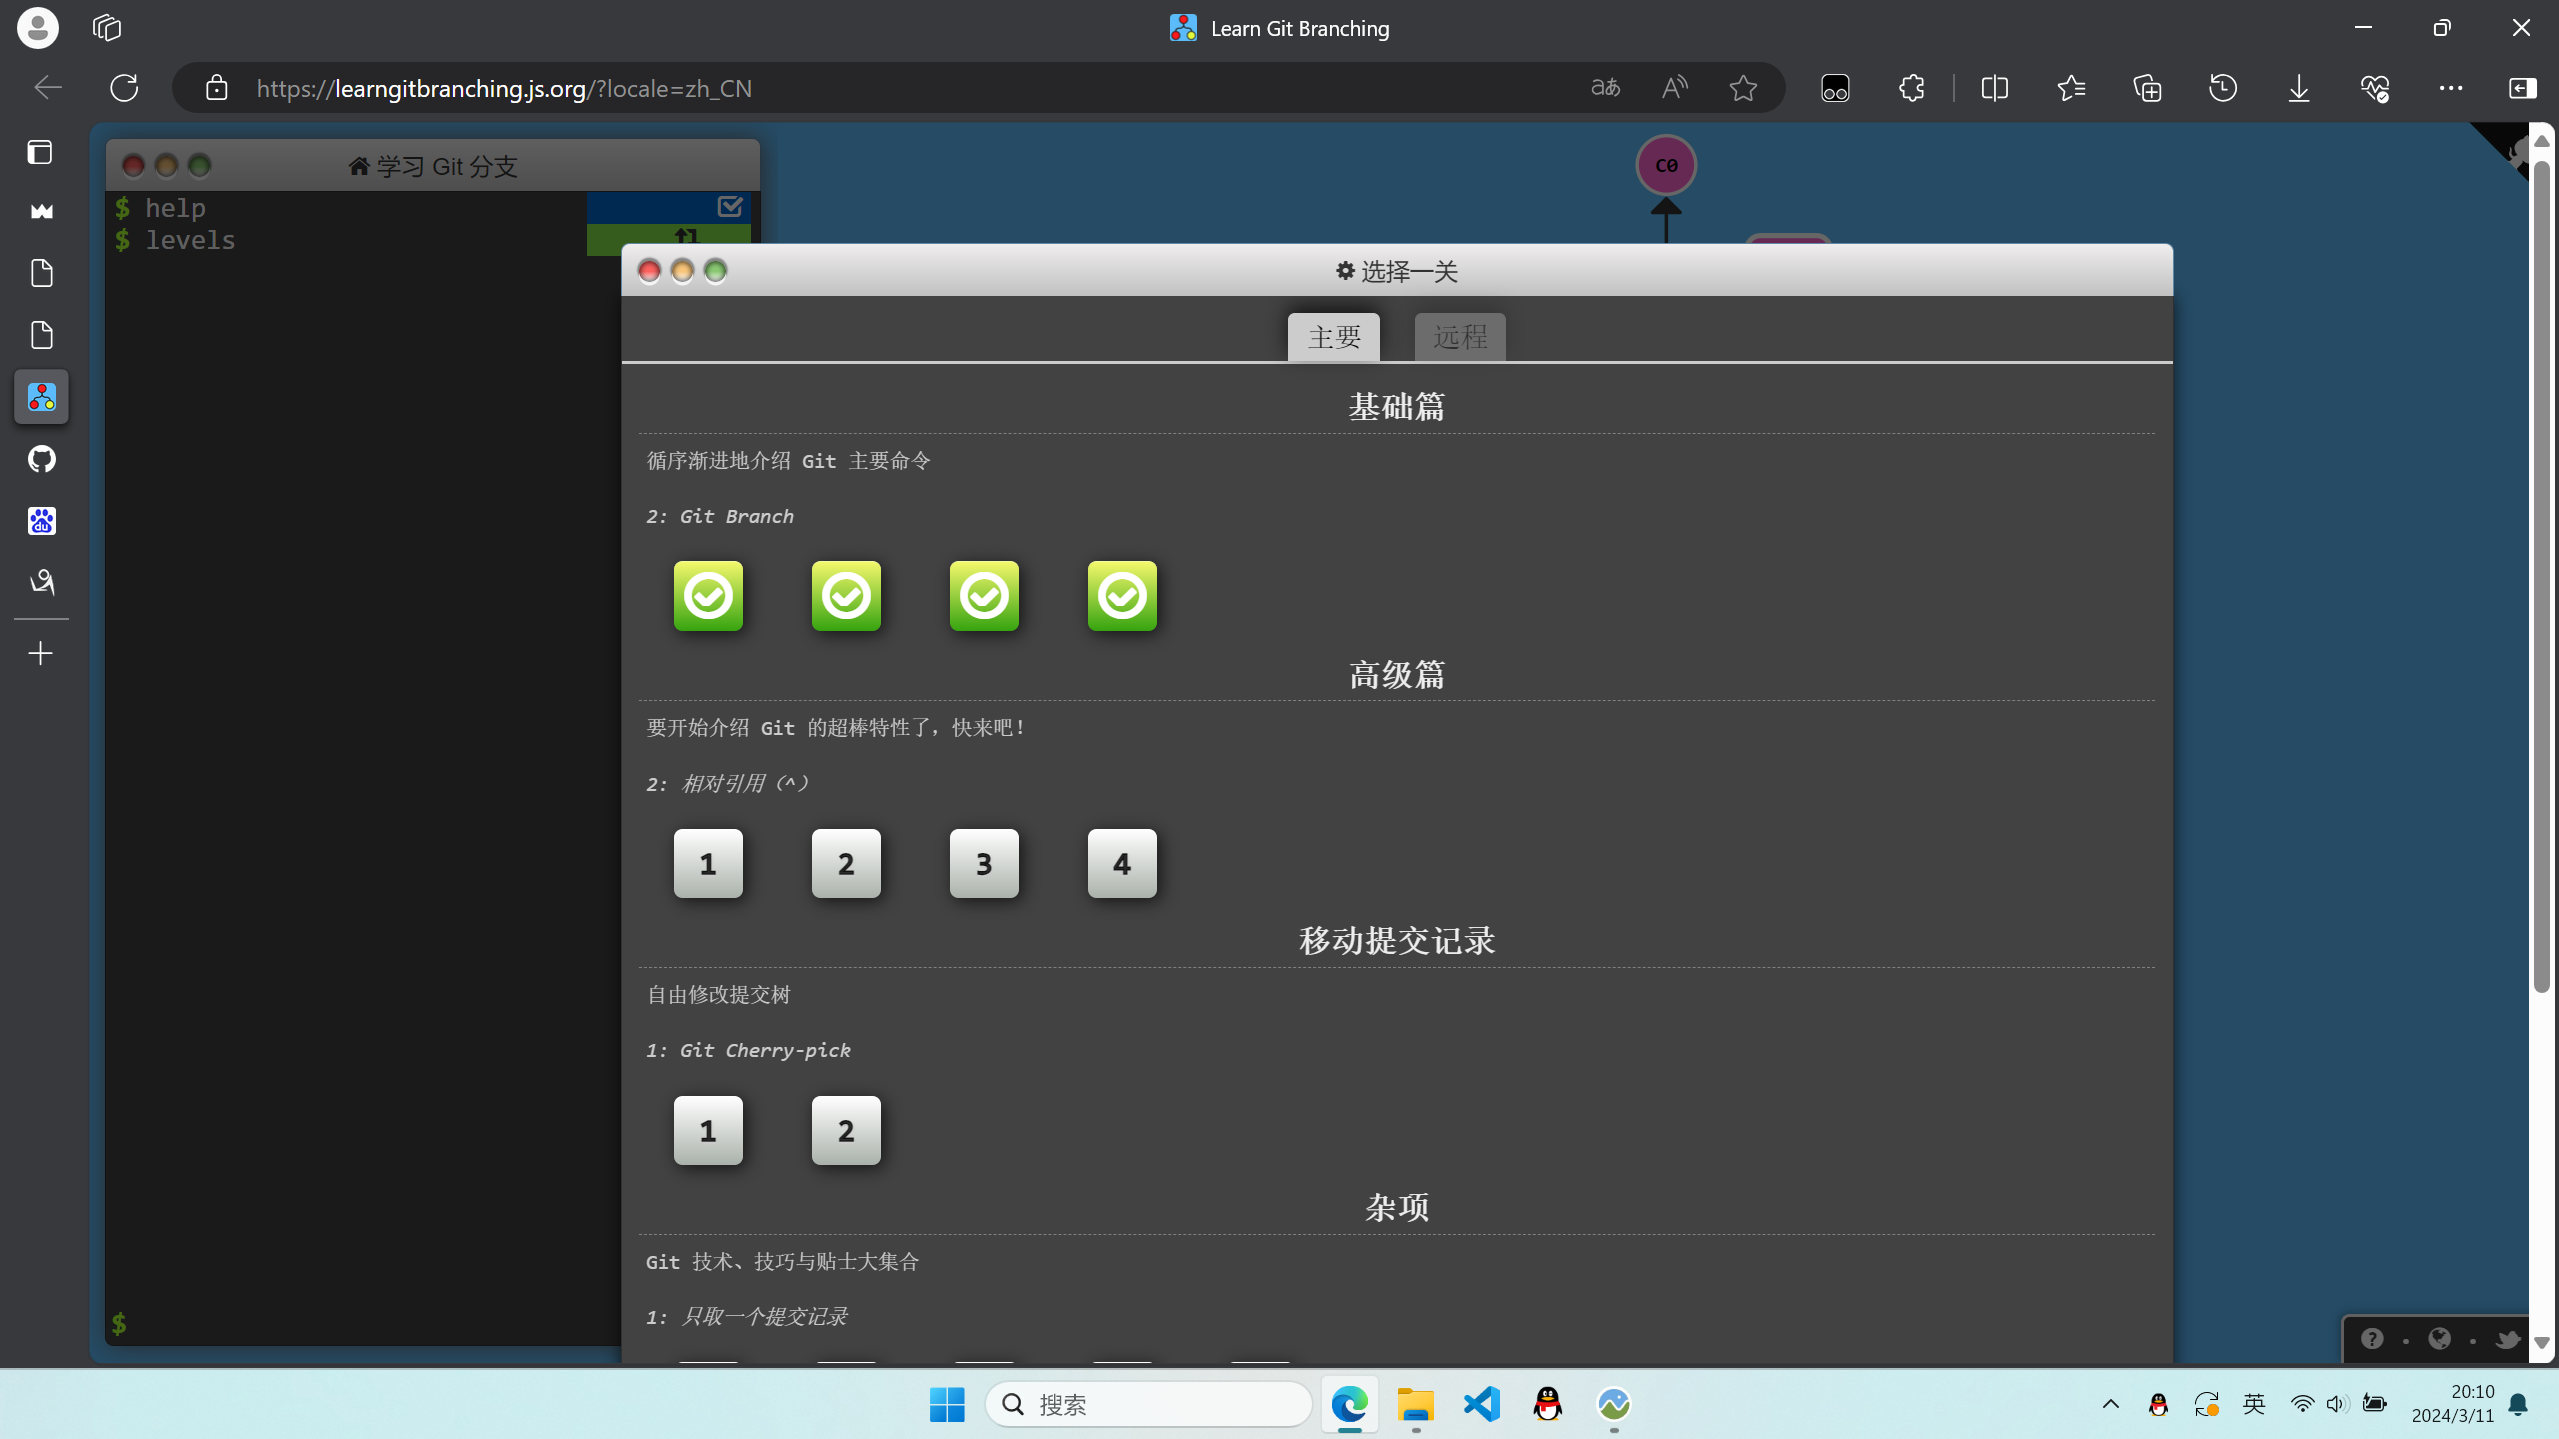 Learn Git Branching
https://learngitbranching.js.org/?locale=zh_CN
学习 Git 分支
$ help
$ levels
$
C0
选择一关
主要 远程
基础篇
循序渐进地介绍 Git 主要命令
2: Git Branch
高级篇
要开始介绍 Git 的超棒特性了，快来吧！
2: 相对引用（^）
1 2 3 4
移动提交记录
自由修改提交树
1: Git Cherry-pick
1 2
杂项
Git 技术、技巧与贴士大集合
1: 只取一个提交记录
搜索
英
20:10
2024/3/11